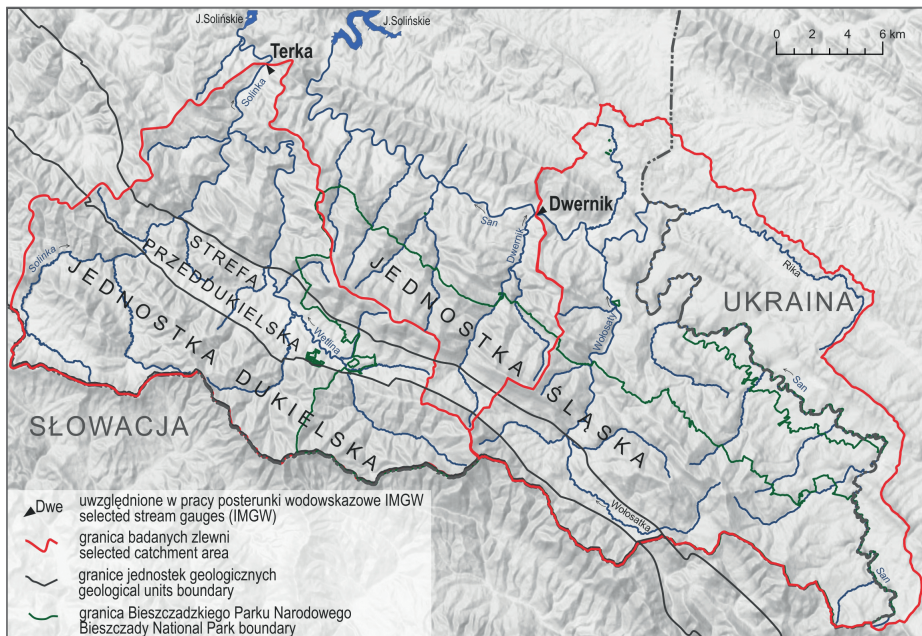 J.Solińskie
J.Solińskie
0 2 4 6 km
Terka
Solinka
Dwernik
San
Dwernik
Solinka
STREFA
PRZEDDUKIELSKA
JEDNOSTKA DUKIELSKA
JEDNOSTKA ŚLĄSKA
Wetlina
Wołosaty
Rika
UKRAINA
San
SŁOWACJA
Wołosatka
San
Dwe uwzględnione w pracy posterunki wodowskazowe IMGW
selected stream gauges (IMGW)
granica badanych zlewni
selected catchment area
granice jednostek geologicznych
geological units boundary
granica Bieszczadzkiego Parku Narodowego
Bieszczady National Park boundary